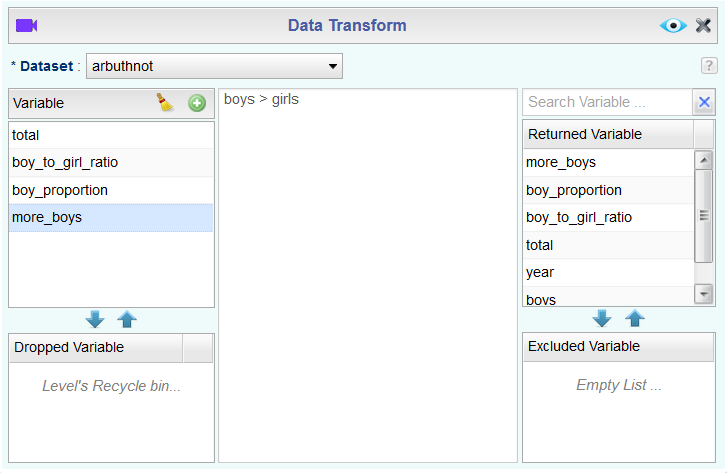 Data Transform
* Dataset :
arbuthnot
?
Variable
total
boy_to_girl_ratio
boy_proportion
more_boys
Dropped Variable
Level's Recycle bin...
boys > girls
Search Variable ...
Returned Variable
more_boys
boy_proportion
boy_to_girl_ratio
total
year
boys
Excluded Variable
Empty List ...